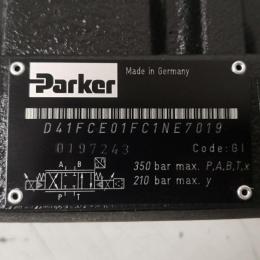 Parker
Made in Germany
D41FCE01FC1NE7019
0197243
Code:GI
A B
P T
350 bar max. P,A,B,T,x
210 bar max. y